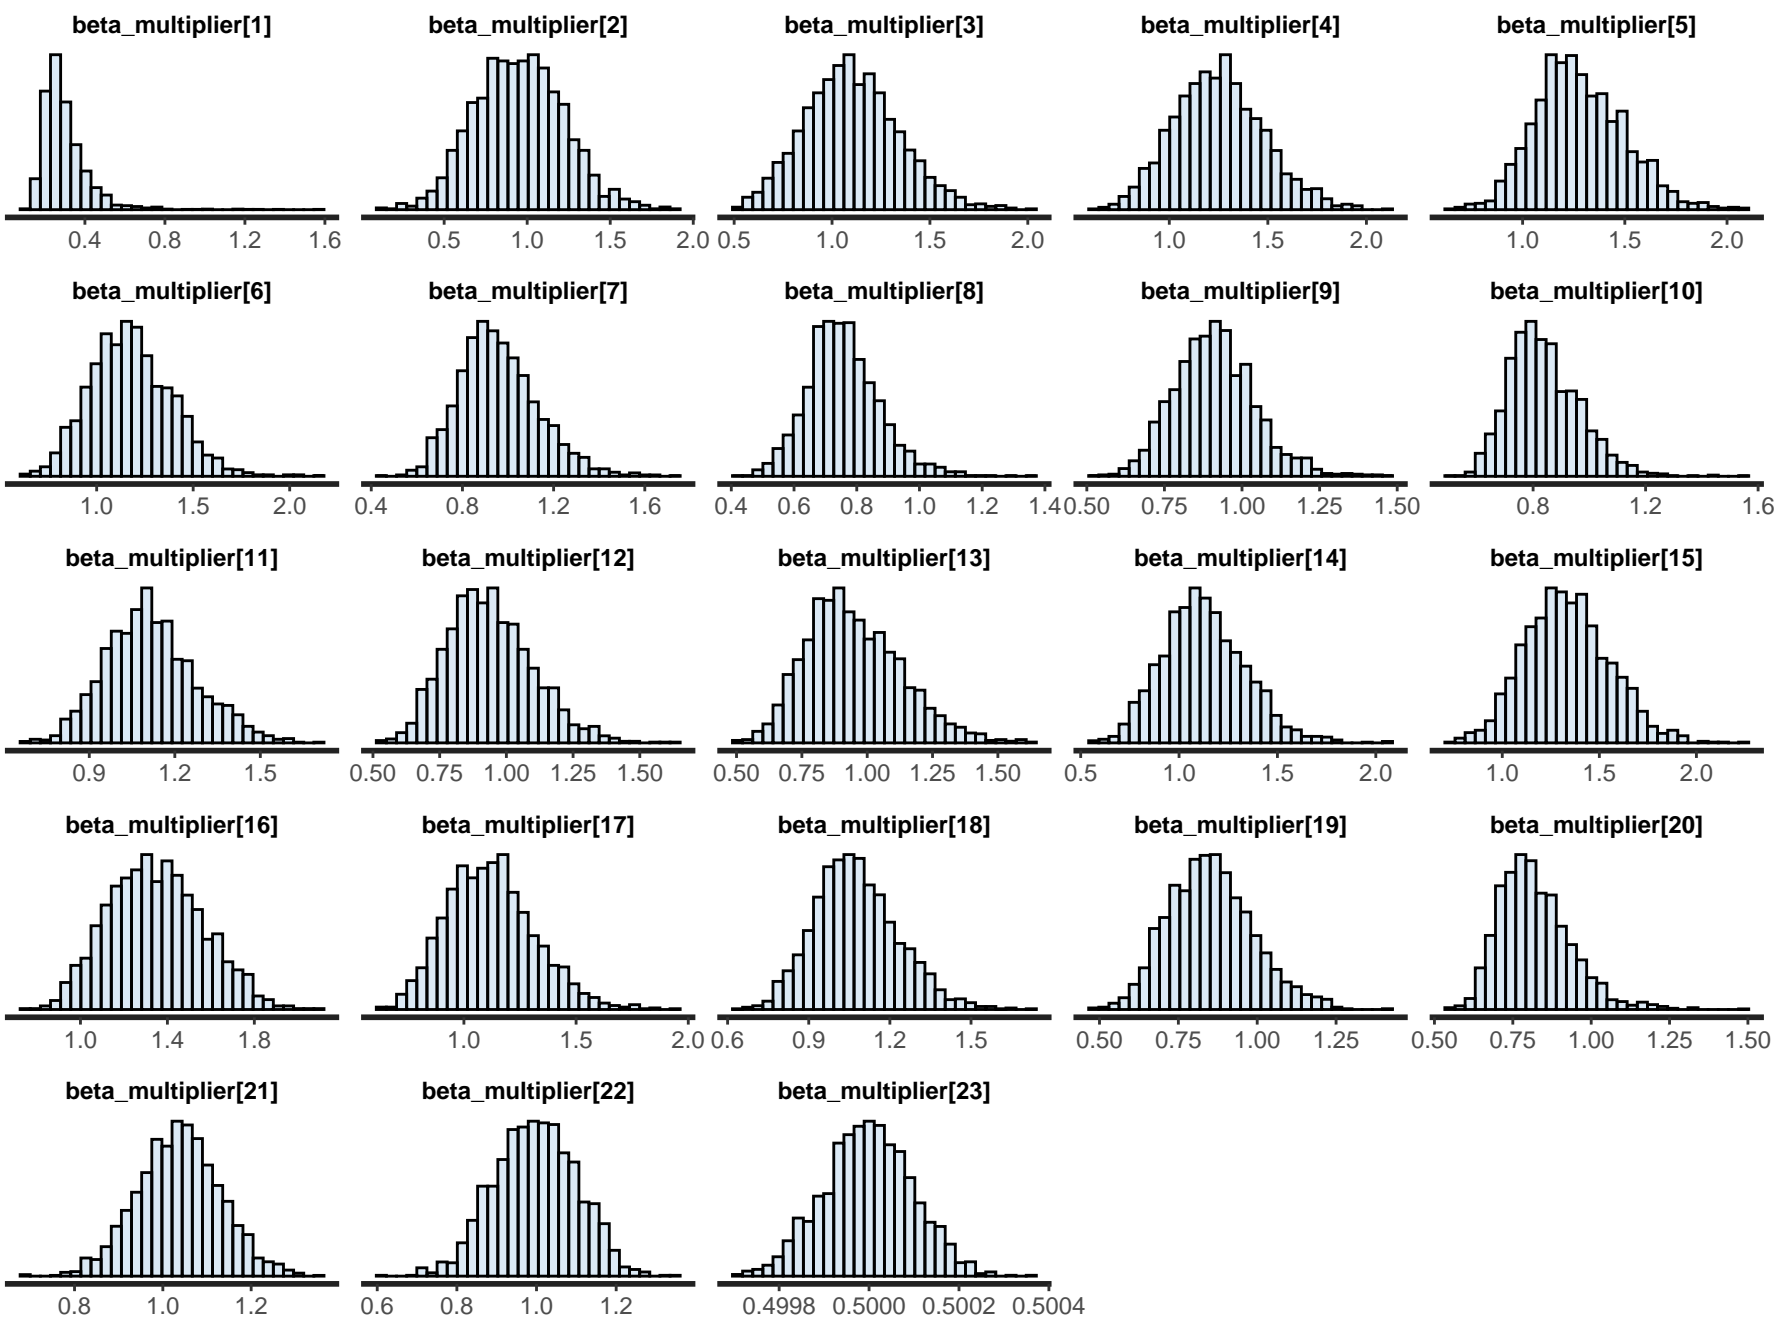 beta_multiplier[1] beta_multiplier[2] beta_multiplier[3] beta_multiplier[4] beta_multiplier[5]
0.4 0.8 1.2 1.6 0.5 1.0 1.5 2.0 0.5 1.0 1.5 2.0 1.0 1.5 2.0 1.0 1.5 2.0
beta_multiplier[6] beta_multiplier[7] beta_multiplier[8] beta_multiplier[9] beta_multiplier[10]
1.0 1.5 2.0 0.4 0.8 1.2 1.6 0.4 0.6 0.8 1.0 1.2 1.4 0.50 0.75 1.00 1.25 1.50 0.8 1.2 1.6
beta_multiplier[11] beta_multiplier[12] beta_multiplier[13] beta_multiplier[14] beta_multiplier[15]
0.9 1.2 1.5 0.50 0.75 1.00 1.25 1.50 0.50 0.75 1.00 1.25 1.50 0.5 1.0 1.5 2.0 1.0 1.5 2.0
beta_multiplier[16] beta_multiplier[17] beta_multiplier[18] beta_multiplier[19] beta_multiplier[20]
1.0 1.4 1.8 1.0 1.5 2.0 0.6 0.9 1.2 1.5 0.50 0.75 1.00 1.25 0.50 0.75 1.00 1.25 1.50
beta_multiplier[21] beta_multiplier[22] beta_multiplier[23]
0.8 1.0 1.2 0.6 0.8 1.0 1.2 0.4998 0.5000 0.5002 0.5004